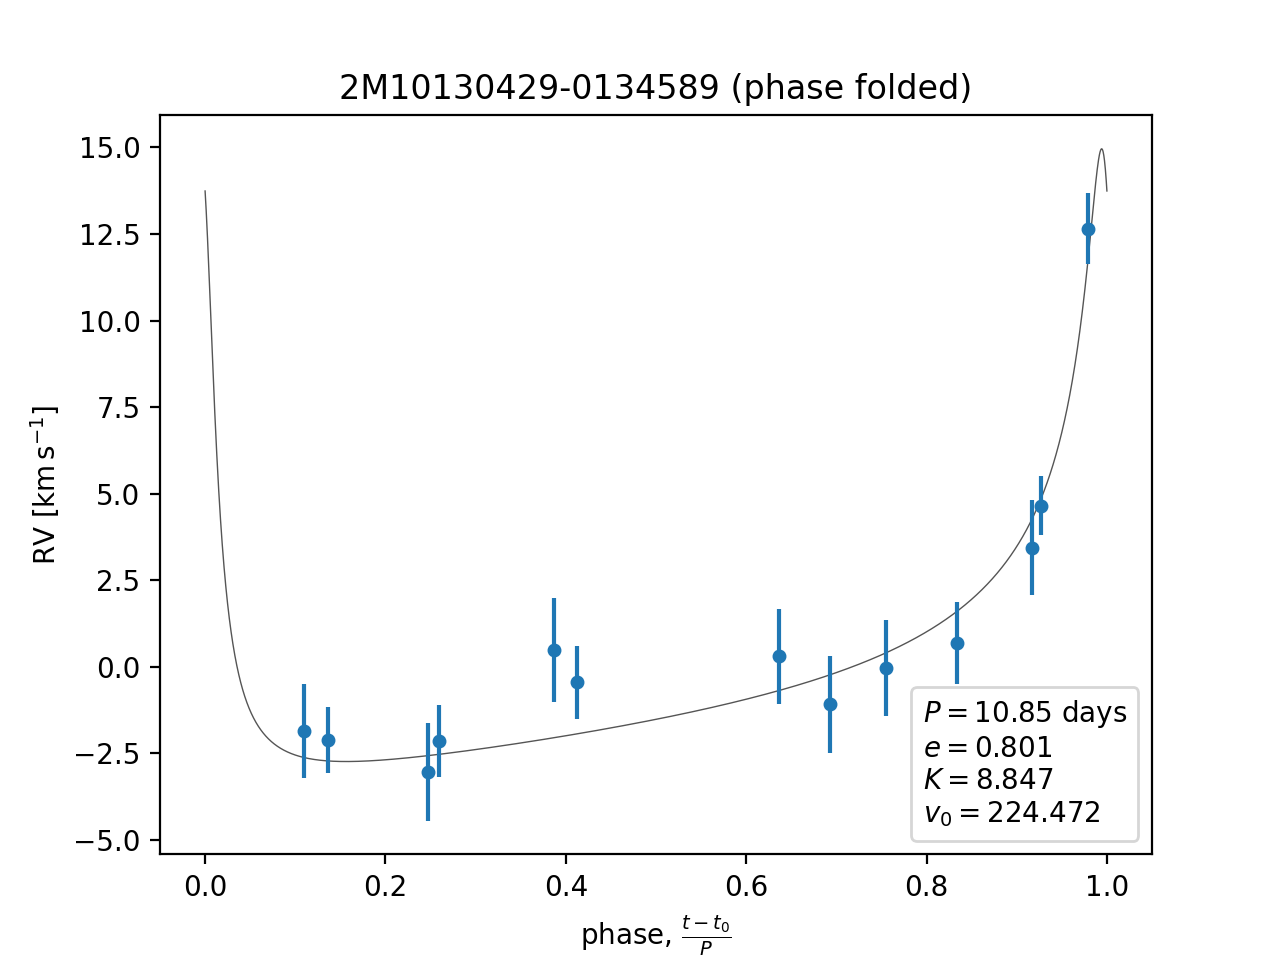 2M10130429-0134589 (phase folded)
15.0
12.5
10.0
7.5
5.0
2.5
0.0
−2.5
−5.0
RV [km s⁻¹]
P = 10.85 days
e = 0.801
K = 8.847
v₀ = 224.472
0.0 0.2 0.4 0.6 0.8 1.0
phase, (t − t₀)/P